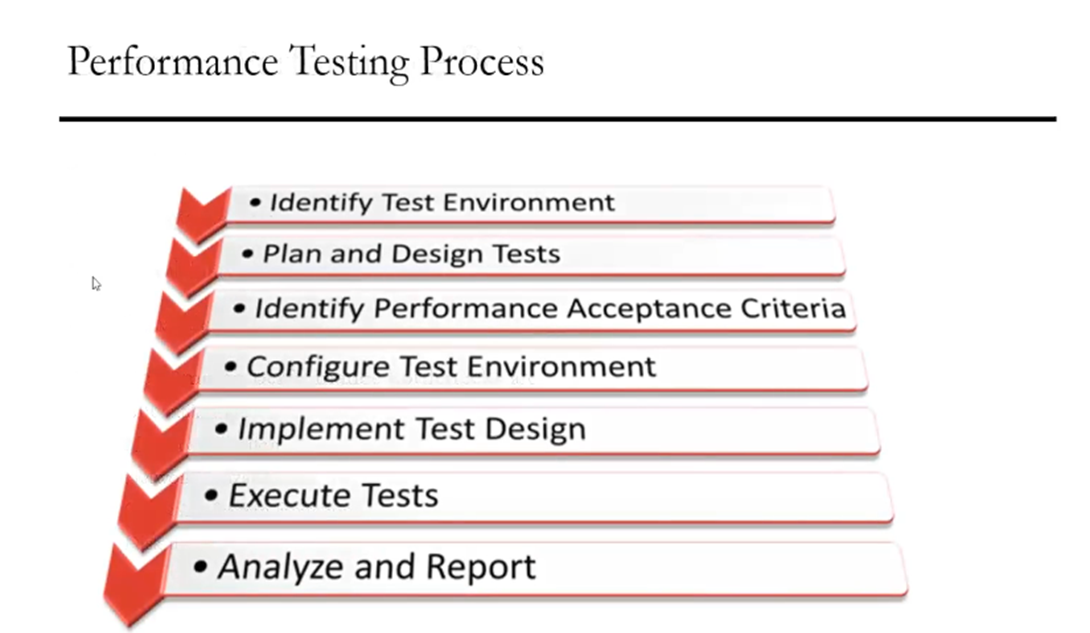 Performance Testing Process
• Identify Test Environment
• Plan and Design Tests
• Identify Performance Acceptance Criteria
• Configure Test Environment
• Implement Test Design
• Execute Tests
• Analyze and Report